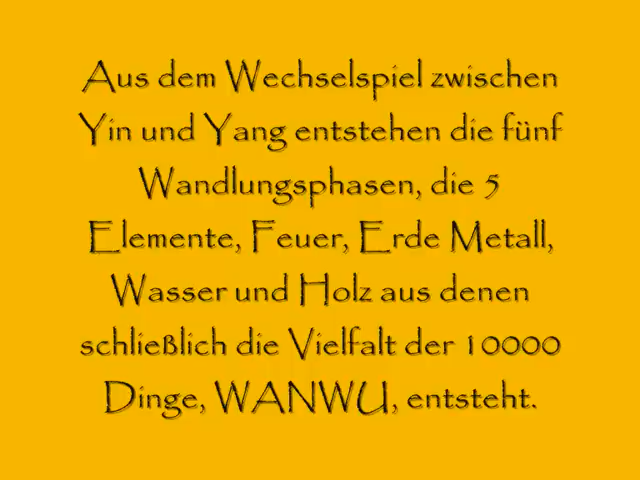 Aus dem Wechselspiel zwischen
Yin und Yang entstehen die fünf
Wandlungsphasen, die 5
Elemente, Feuer, Erde Metall,
Wasser und Holz aus denen
schließlich die Vielfalt der 10000
Dinge, WANWU, entsteht.